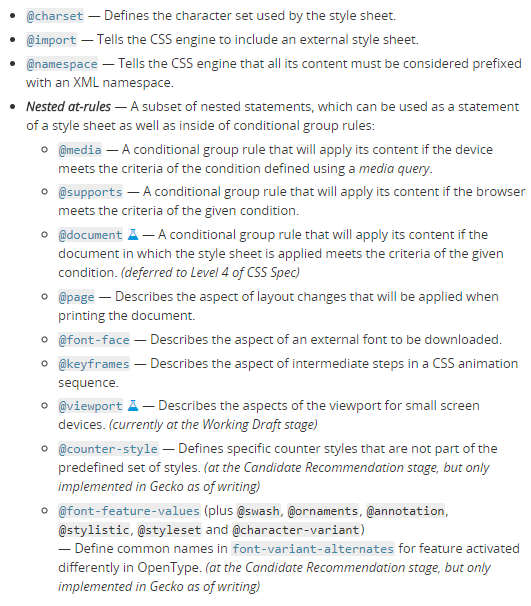 @charset — Defines the character set used by the style sheet.
@import — Tells the CSS engine to include an external style sheet.
@namespace — Tells the CSS engine that all its content must be considered prefixed
with an XML namespace.
Nested at-rules — A subset of nested statements, which can be used as a statement
of a style sheet as well as inside of conditional group rules:
@media — A conditional group rule that will apply its content if the device
meets the criteria of the condition defined using a media query.
@supports — A conditional group rule that will apply its content if the browser
meets the criteria of the given condition.
@document — A conditional group rule that will apply its content if the
document in which the style sheet is applied meets the criteria of the given
condition. (deferred to Level 4 of CSS Spec)
@page — Describes the aspect of layout changes that will be applied when
printing the document.
@font-face — Describes the aspect of an external font to be downloaded.
@keyframes — Describes the aspect of intermediate steps in a CSS animation
sequence.
@viewport — Describes the aspects of the viewport for small screen
devices. (currently at the Working Draft stage)
@counter-style — Defines specific counter styles that are not part of the
predefined set of styles. (at the Candidate Recommendation stage, but only
implemented in Gecko as of writing)
@font-feature-values (plus @swash, @ornaments, @annotation,
@stylistic, @styleset and @character-variant)
— Define common names in font-variant-alternates for feature activated
differently in OpenType. (at the Candidate Recommendation stage, but only
implemented in Gecko as of writing)